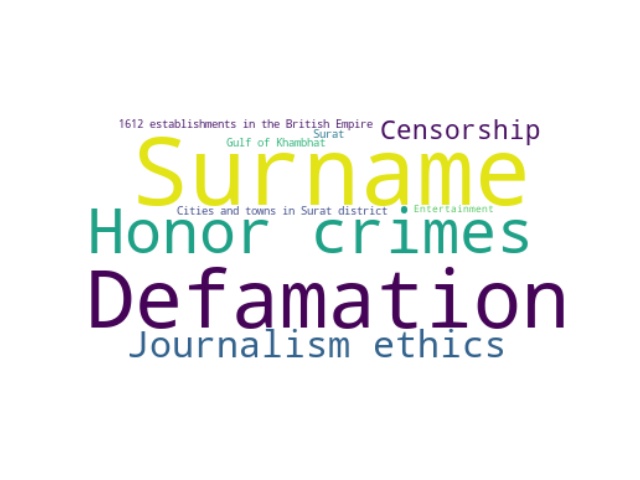 1612 establishments in the British Empire
Censorship
Surat
Gulf of Khambhat
Surname
Cities and towns in Surat district
Entertainment
Honor crimes
Defamation
Journalism ethics